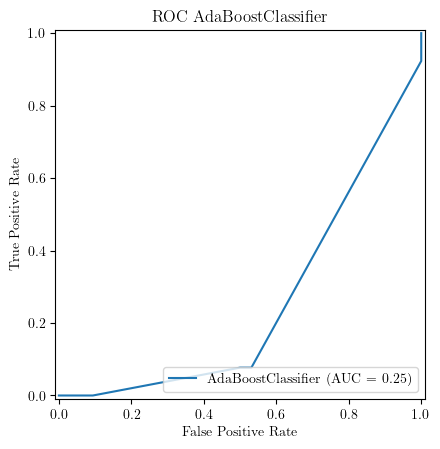 ROC AdaBoostClassifier
1.0
0.8
0.6
0.4
0.2
0.0
True Positive Rate
AdaBoostClassifier (AUC = 0.25)
0.0 0.2 0.4 0.6 0.8 1.0
False Positive Rate